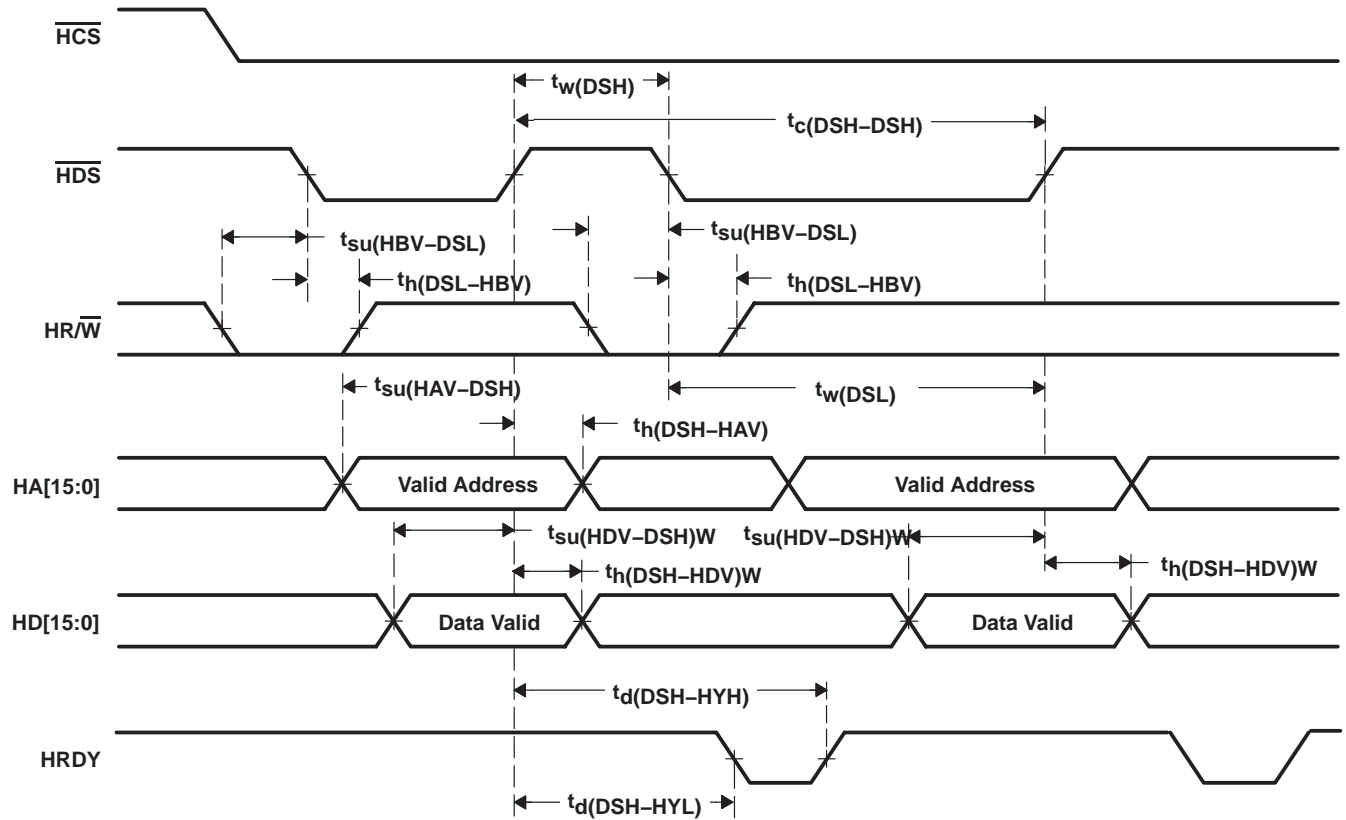 HCS
tw(DSH)
tc(DSH–DSH)
HDS
tsu(HBV–DSL)
tsu(HBV–DSL)
th(DSL–HBV)
th(DSL–HBV)
HR/W
tsu(HAV–DSH)
tw(DSL)
th(DSH–HAV)
HA[15:0]
Valid Address
Valid Address
tsu(HDV–DSH)W
tsu(HDV–DSH)W
th(DSH–HDV)W
th(DSH–HDV)W
HD[15:0]
Data Valid
Data Valid
td(DSH–HYH)
HRDY
td(DSH–HYL)